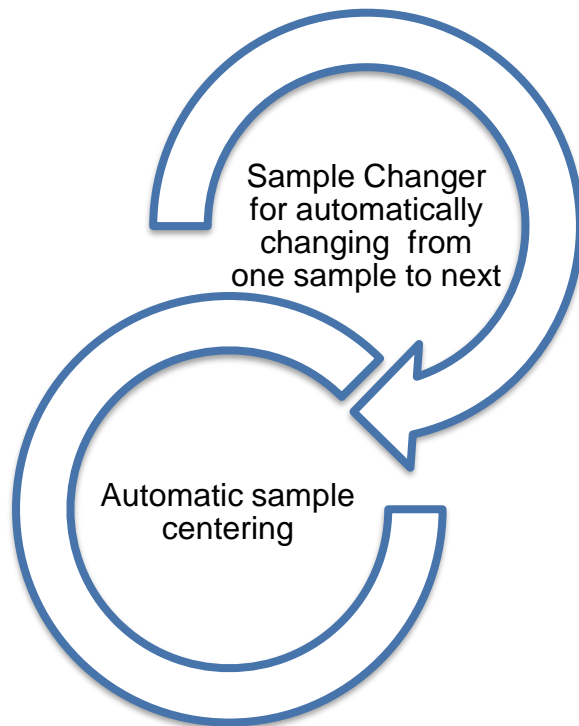 Sample Changer
for automatically
changing  from
one sample to next
Automatic sample
centering